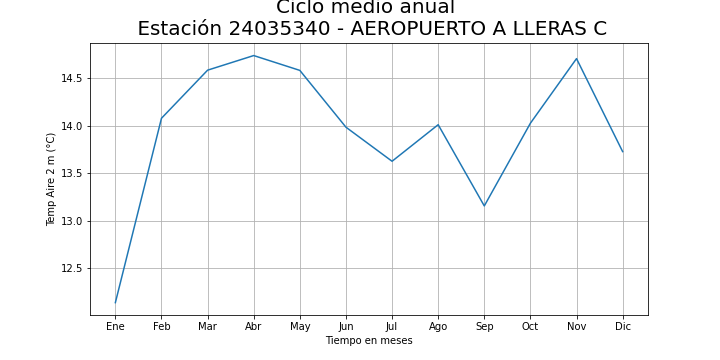 Ciclo medio anual
Estación 24035340 - AEROPUERTO A LLERAS C
14.5
14.0
13.5
13.0
12.5
Temp Aire 2 m (°C)
Ene Feb Mar Abr May Jun Jul Ago Sep Oct Nov Dic
Tiempo en meses